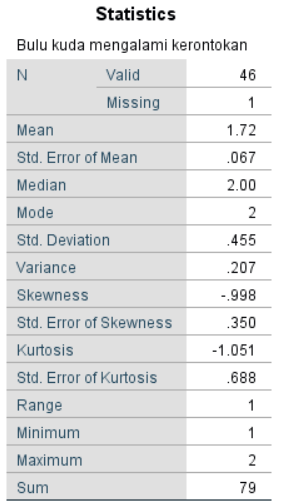 Statistics
Bulu kuda mengalami kerontokan
N Valid 46
Missing 1
Mean 1.72
Std. Error of Mean .067
Median 2.00
Mode 2
Std. Deviation .455
Variance .207
Skewness -.998
Std. Error of Skewness .350
Kurtosis -1.051
Std. Error of Kurtosis .688
Range 1
Minimum 1
Maximum 2
Sum 79